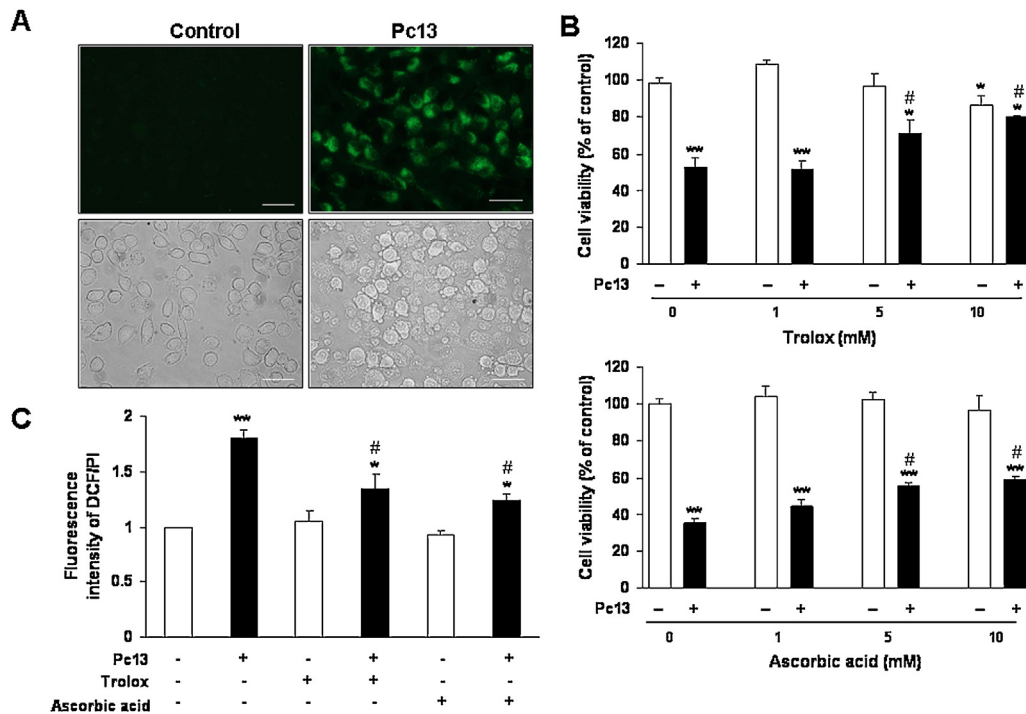 A
Control Pc13
B
Cell viability (% of control)
120
100
80
60
40
20
0
** ** # * * # *
Pc13 – + – + – + – +
0 1 5 10
Trolox (mM)
Cell viability (% of control)
120
100
80
60
40
20
0
** ** # ** # **
Pc13 – + – + – + – +
0 1 5 10
Ascorbic acid (mM)
C
Fluorescence
intensity of DCF/PI
2
1.5
1
0.5
0
** # * # *
Pc13 - + - + - +
Trolox - - + + - -
Ascorbic acid - - - - + +